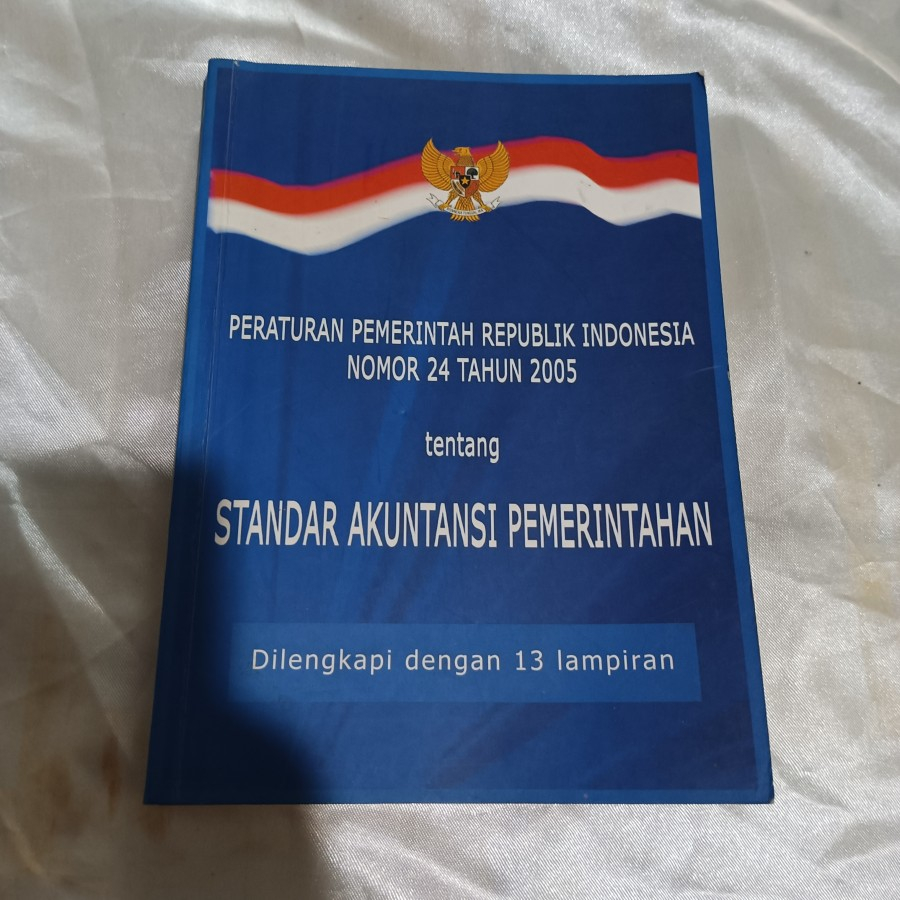 PERATURAN PEMERINTAH REPUBLIK INDONESIA
NOMOR 24 TAHUN 2005
tentang
STANDAR AKUNTANSI PEMERINTAHAN
Dilengkapi dengan 13 lampiran